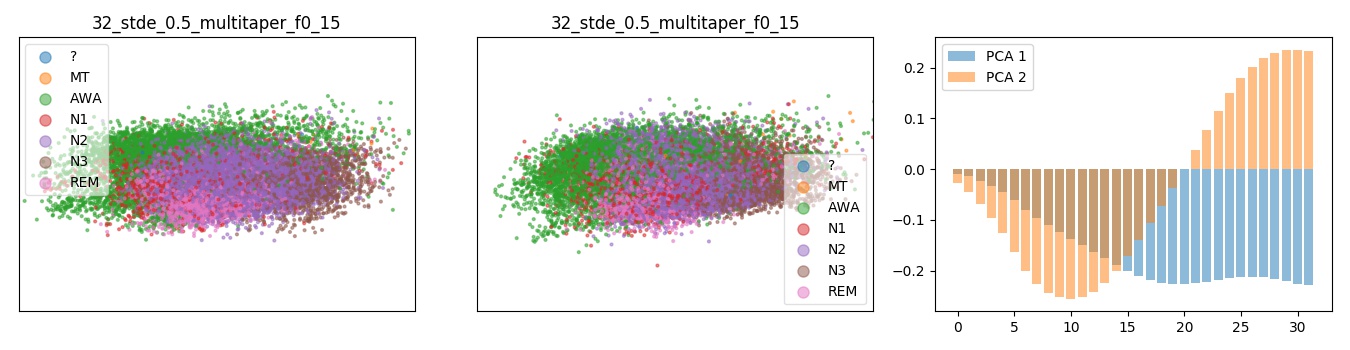 32_stde_0.5_multitaper_f0_15
?
MT
AWA
N1
N2
N3
REM
32_stde_0.5_multitaper_f0_15
?
MT
AWA
N1
N2
N3
REM
PCA 1
PCA 2
0.2
0.1
0.0
−0.1
−0.2
0 5 10 15 20 25 30